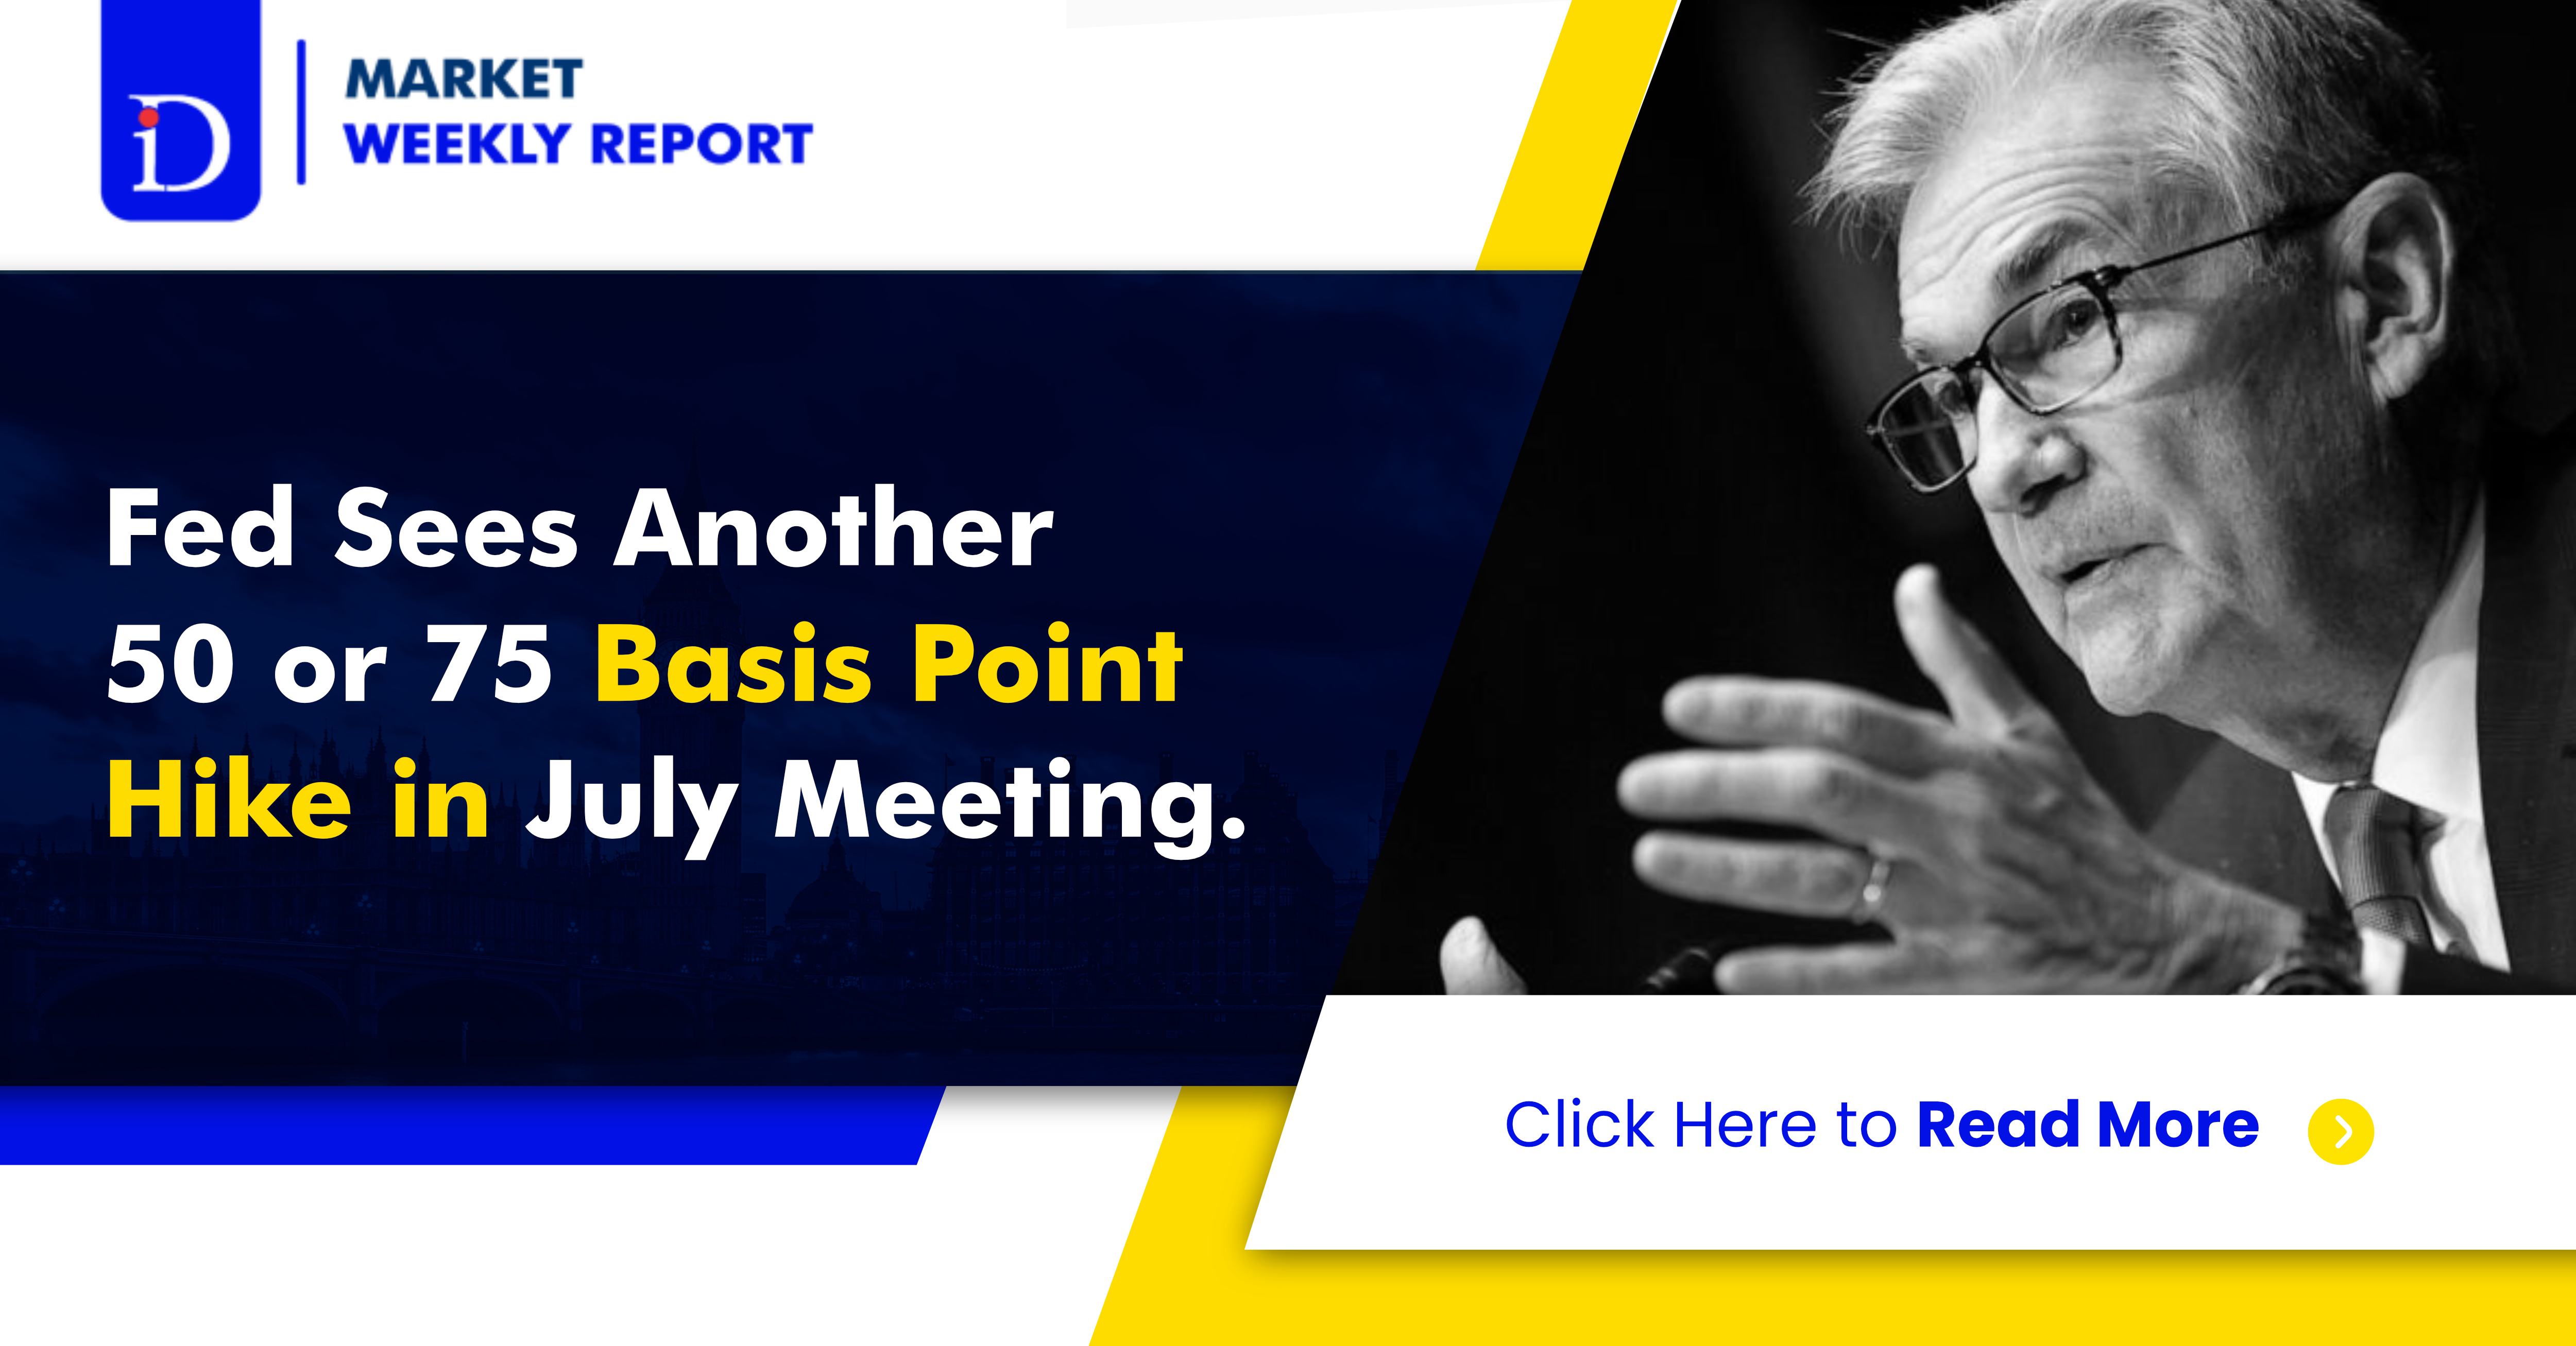 iD
MARKET
WEEKLY REPORT
Fed Sees Another
50 or 75 Basis Point
Hike in July Meeting.
Click Here to Read More